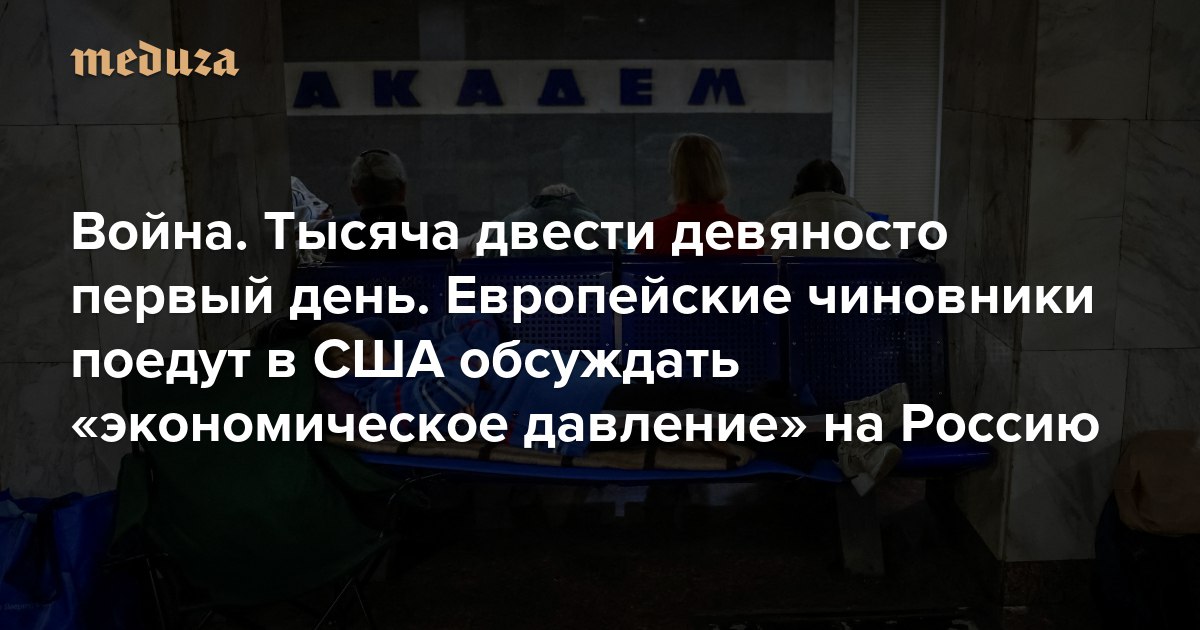 meduza
АКАДЕМ
Война. Тысяча двести девяносто
первый день. Европейские чиновники
поедут в США обсуждать
«экономическое давление» на Россию